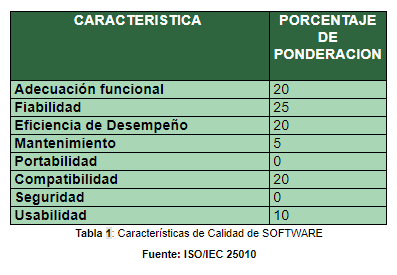 CARACTERISTICA PORCENTAJE
DE
PONDERACION
Adecuación funcional 20
Fiabilidad 25
Eficiencia de Desempeño 20
Mantenimiento 5
Portabilidad 0
Compatibilidad 20
Seguridad 0
Usabilidad 10
Tabla 1: Características de Calidad de SOFTWARE
Fuente: ISO/IEC 25010